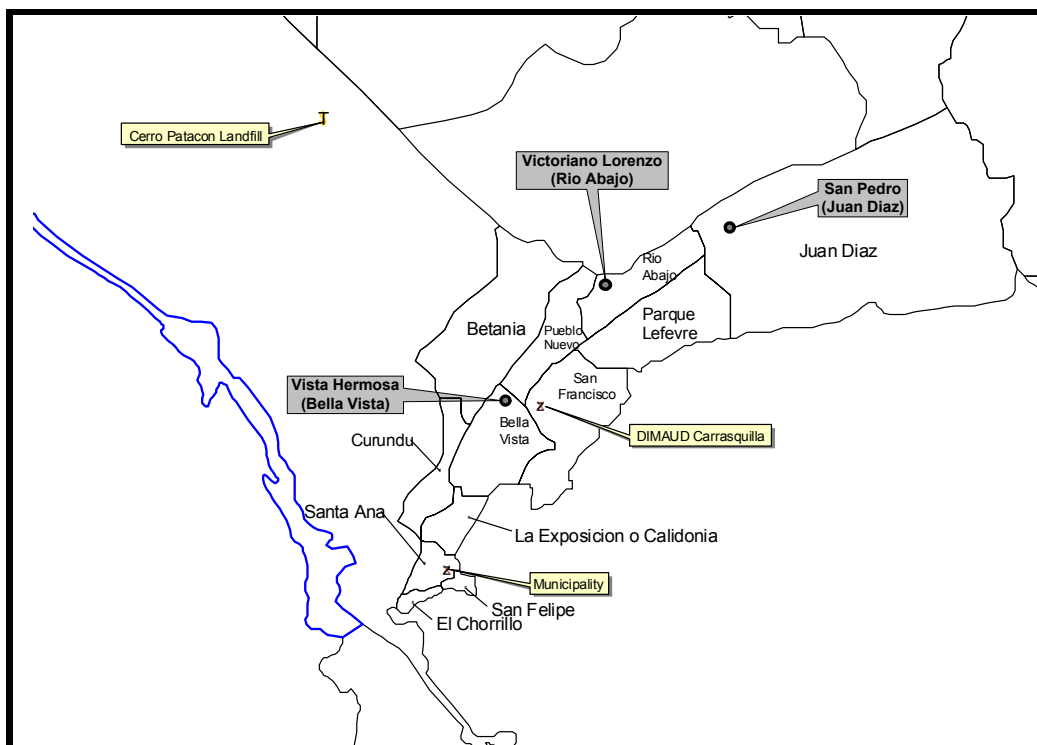 Cerro Patacon Landfill
Victoriano Lorenzo
(Rio Abajo)
San Pedro
(Juan Diaz)
Juan Diaz
Rio
Abajo
Parque
Lefevre
Betania
Pueblo
Nuevo
San
Francisco
Vista Hermosa
(Bella Vista)
Bella
Vista
DIMAUD Carrasquilla
Curundu
Santa Ana
La Exposicion o Calidonia
Municipality
San Felipe
El Chorrillo